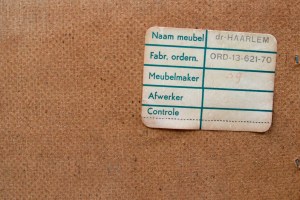 Naam meubel dr-HAARLEM
Fabr. ordern. ORD-13-621-70
Meubelmaker
Afwerker
Controle